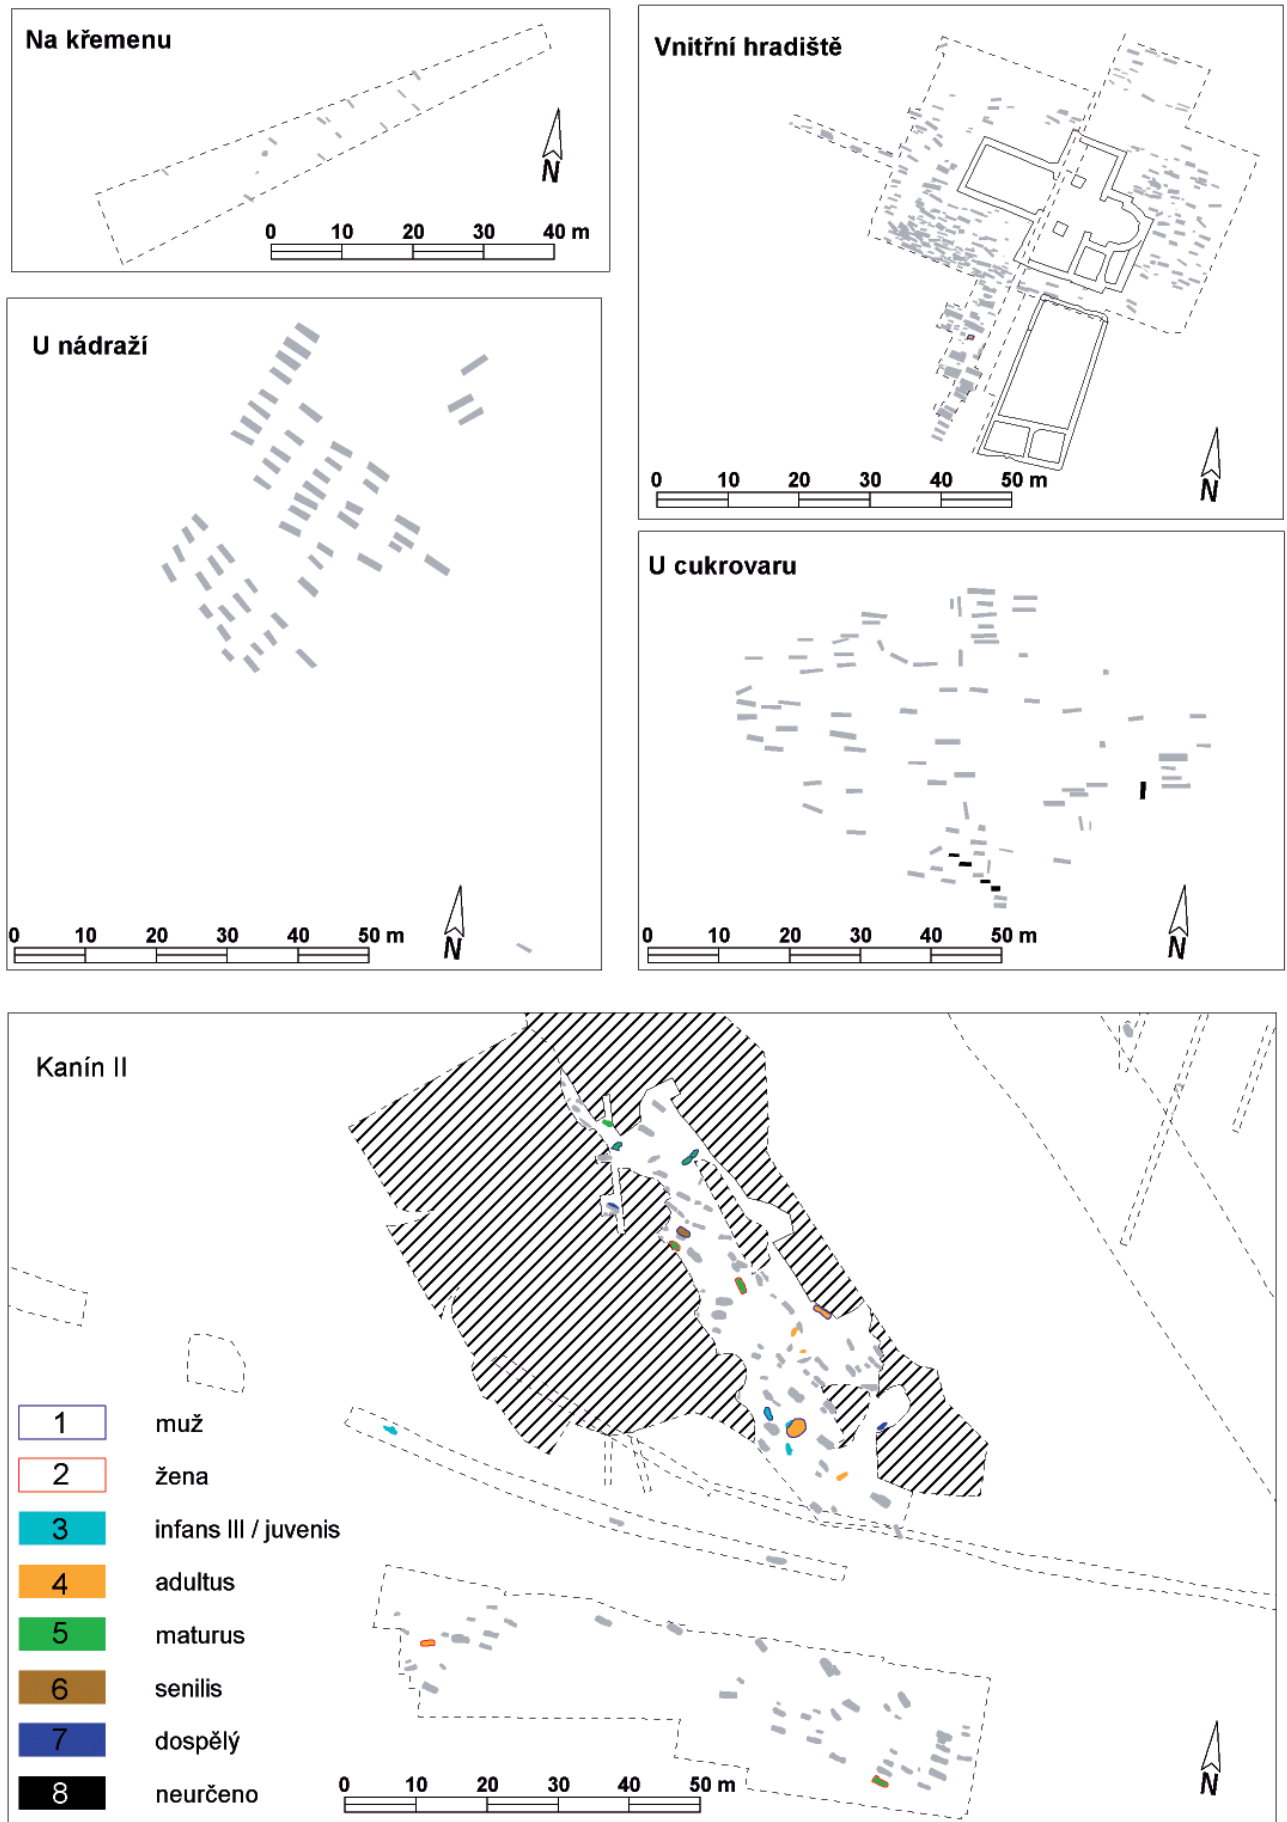 Na křemenu
N
0 10 20 30 40 m
Vnitřní hradiště
0 10 20 30 40 50 m
N
U nádraží
0 10 20 30 40 50 m
N
U cukrovaru
0 10 20 30 40 50 m
N
Kanín II
1 muž
2 žena
3 infans III / juvenis
4 adultus
5 maturus
6 senilis
7 dospělý
8 neurčeno
0 10 20 30 40 50 m
N